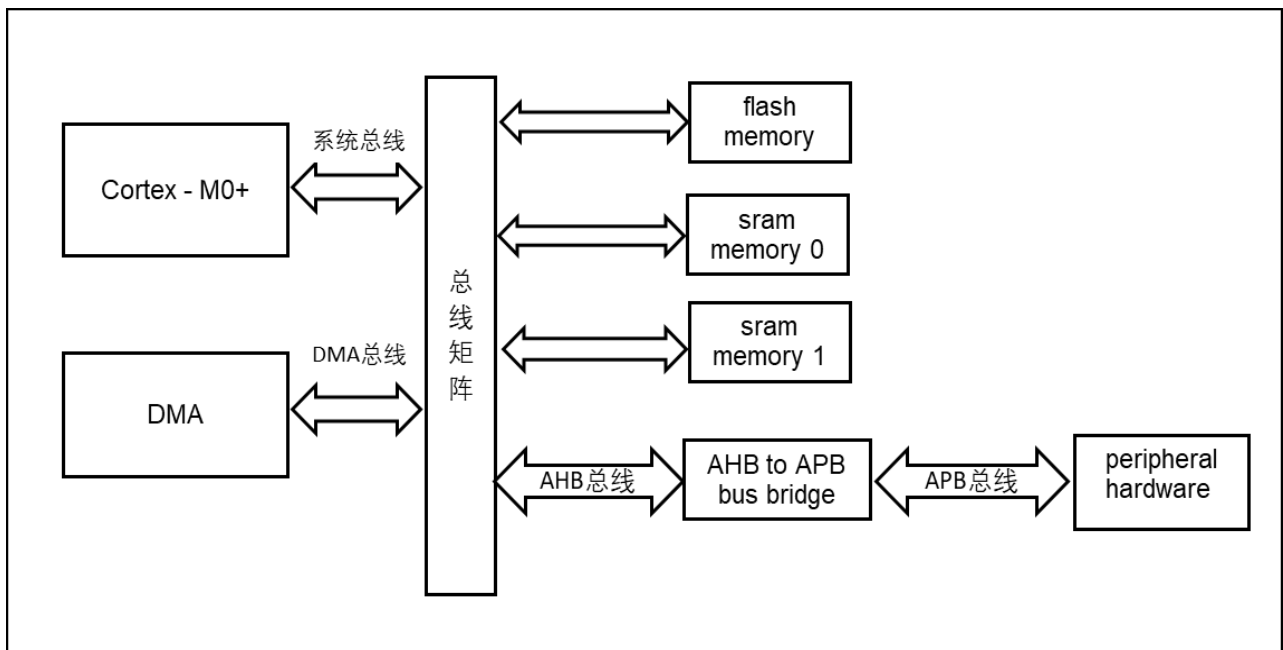 Cortex - M0+
系统总线
DMA
DMA总线
总
线
矩
阵
flash
memory
sram
memory 0
sram
memory 1
AHB总线
AHB to APB
bus bridge
APB总线
peripheral
hardware